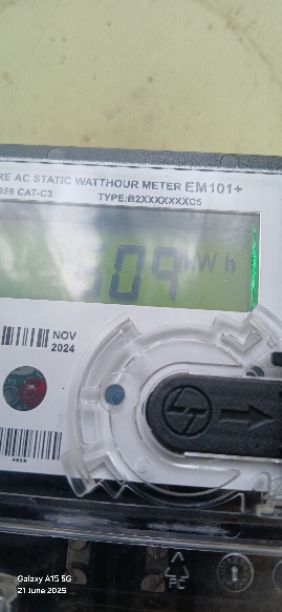 RE AC STATIC WATTHOUR METER EM101+
959 CAT-C3 TYPE:B2XXXXXXXC5
509 kWh
NOV
2024
PC
Galaxy A15 5G
21 June 2025